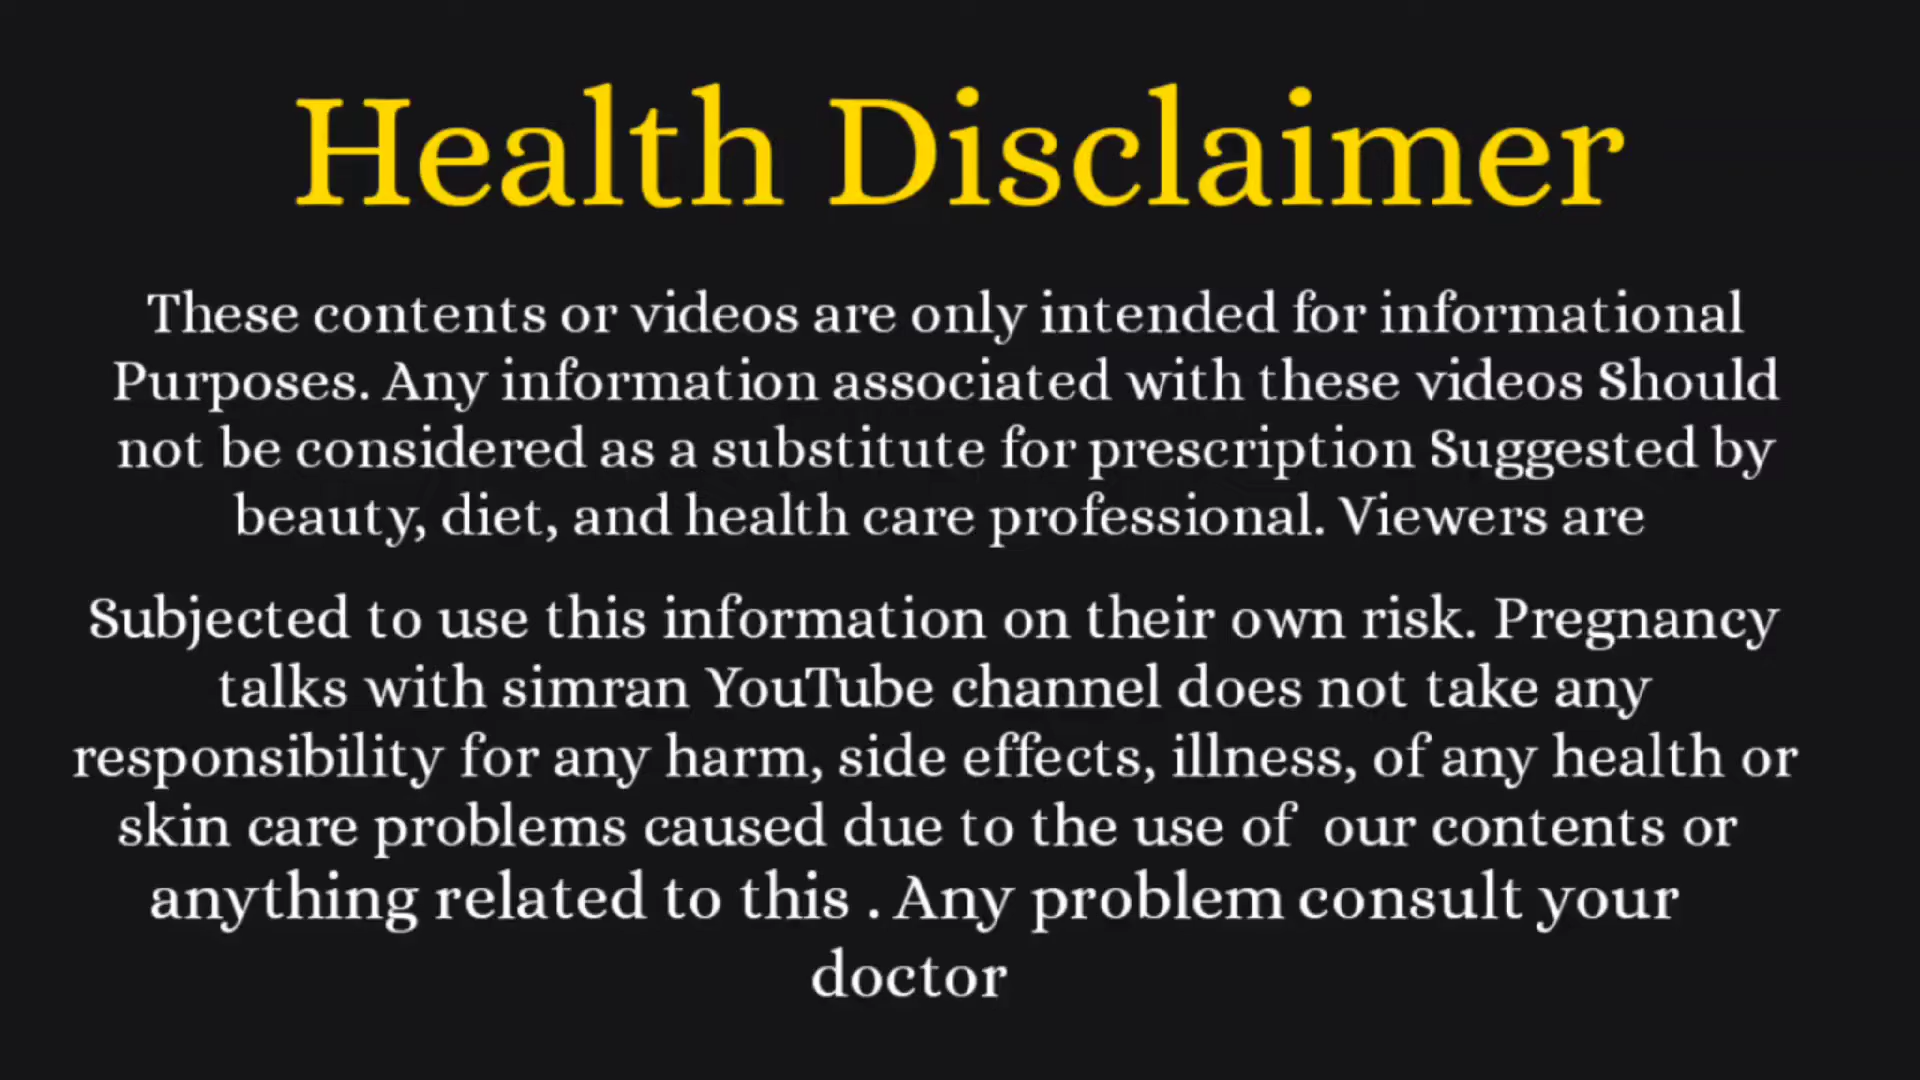 Health Disclaimer
These contents or videos are only intended for informational
Purposes. Any information associated with these videos Should
not be considered as a substitute for prescription Suggested by
beauty, diet, and health care professional. Viewers are
Subjected to use this information on their own risk. Pregnancy
talks with simran YouTube channel does not take any
responsibility for any harm, side effects, illness, of any health or
skin care problems caused due to the use of  our contents or
anything related to this . Any problem consult your
doctor